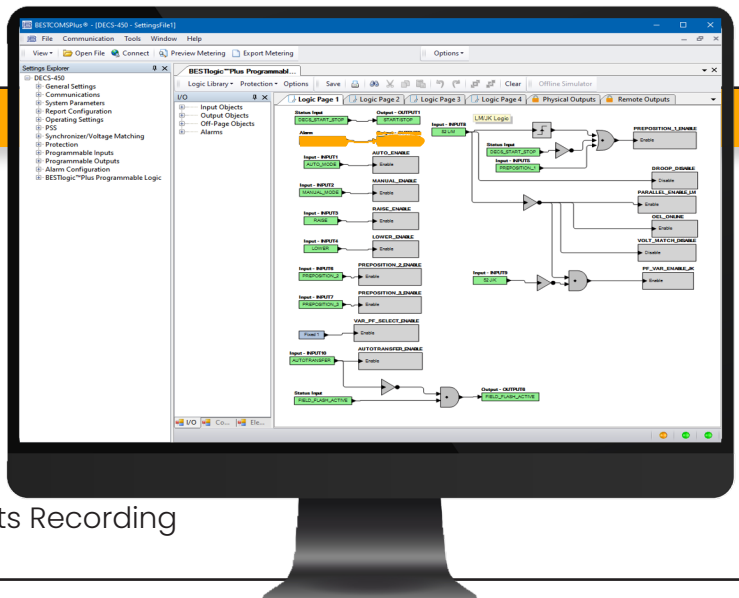 BESTCOMSPlus® - [DECS-450 - SettingsFile1]
File Communication Tools Window Help
View Open File Connect Preview Metering Export Metering Options
Settings Explorer
DECS-450
General Settings
Communications
System Parameters
Report Configuration
Operating Settings
PSS
Synchronizer/Voltage Matching
Protection
Programmable Inputs
Programmable Outputs
Alarm Configuration
BESTlogic™Plus Programmable Logic
BESTlogic™Plus Programmabl...
Logic Library Protection Options Save Clear Offline Simulator
I/O
Input Objects
Output Objects
Off-Page Objects
Alarms
I/O Co... Ele...
Logic Page 1 Logic Page 2 Logic Page 3 Logic Page 4 Physical Outputs Remote Outputs
Status Input
DECS_START_STOP
Output - OUTPUT1
START/STOP
Alarm
Input - INPUT1
AUTO_MODE
AUTO_ENABLE
Enable
Input - INPUT2
MANUAL_MODE
MANUAL_ENABLE
Enable
Input - INPUT3
RAISE
RAISE_ENABLE
Enable
Input - INPUT4
LOWER
LOWER_ENABLE
Enable
Input - INPUT6
PREPOSITION_2
PREPOSITION_2_ENABLE
Enable
Input - INPUT7
PREPOSITION_3
PREPOSITION_3_ENABLE
Enable
Fixed 1
VAR_PF_SELECT_ENABLE
Enable
Input - INPUT10
AUTOTRANSFER
AUTOTRANSFER_ENABLE
Enable
Status Input
FIELD_FLASH_ACTIVE
Output - OUTPUT6
FIELD_FLASH_ACTIVE
LM/JK Logic
Input - INPUT8
52 LM
Status Input
DECS_START_STOP
Input - INPUT5
PREPOSITION_1
PREPOSITION_1_ENABLE
Enable
DROOP_DISABLE
Disable
PARALLEL_ENABLE_LM
Enable
OEL_ONLINE
Enable
VOLT_MATCH_DISABLE
Disable
Input - INPUT9
52 J/K
PF_VAR_ENABLE_JK
Enable
ts Recording